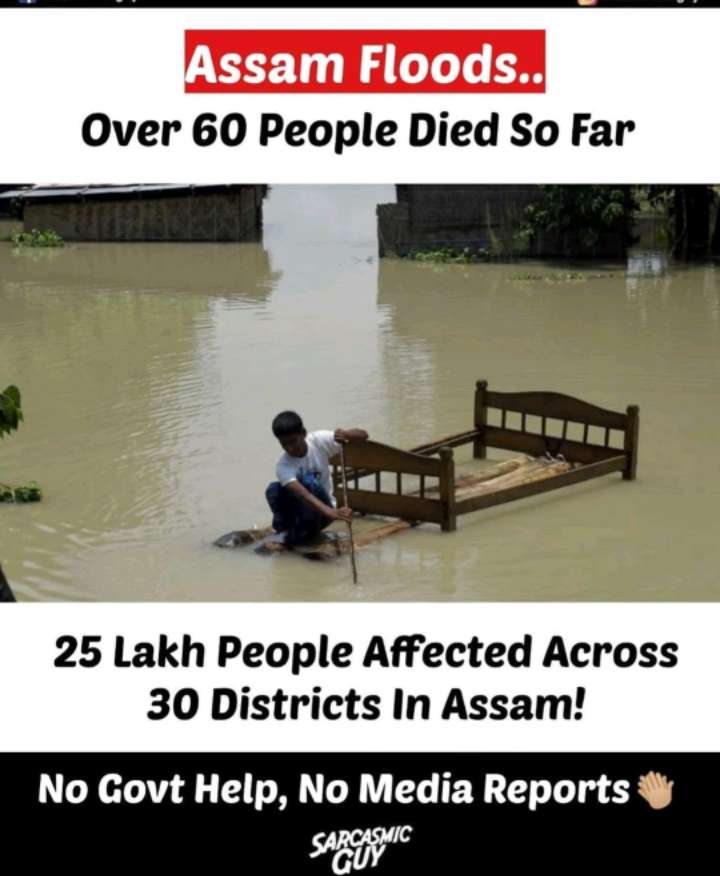 Assam Floods..
Over 60 People Died So Far
25 Lakh People Affected Across
30 Districts In Assam!
No Govt Help, No Media Reports👏🏼
SARCASMIC
GUY